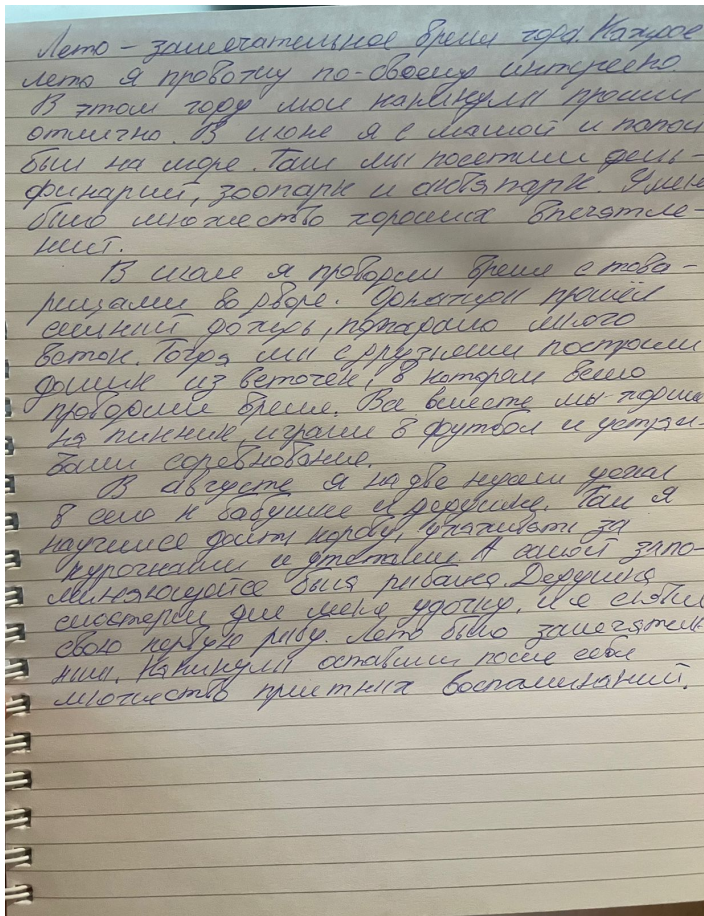 Лето – замечательное время года. Каждое
лето я провожу по-своему интересно.
В этом году мои каникулы прошли
отлично. В июне я с мамой и папой
был на море. Там мы посетили дель-
финарий, зоопарк и аквапарк. У меня
было множество хороших впечатле-
ний.
В июле я проводил время с това-
рищами во дворе. Однажды прошёл
сильный дождь, попадало много
веток. Тогда мы с друзьями построили
домик из веточек, в котором весело
проводили время. Все вместе мы ходили
на пикник, играли в футбол и устраи-
вали соревнование.
В августе я на две недели уехал
в село к бабушке и дедушке. Там я
научился доить корову, ухаживать за
курочками и утятами. А самой запо-
минающейся была рыбалка. Дедушка
смастерил для меня удочку, и я словил
свою первую рыбу. Лето было замечатель-
ным. Каникулы оставили после себя
множество приятных воспоминаний.